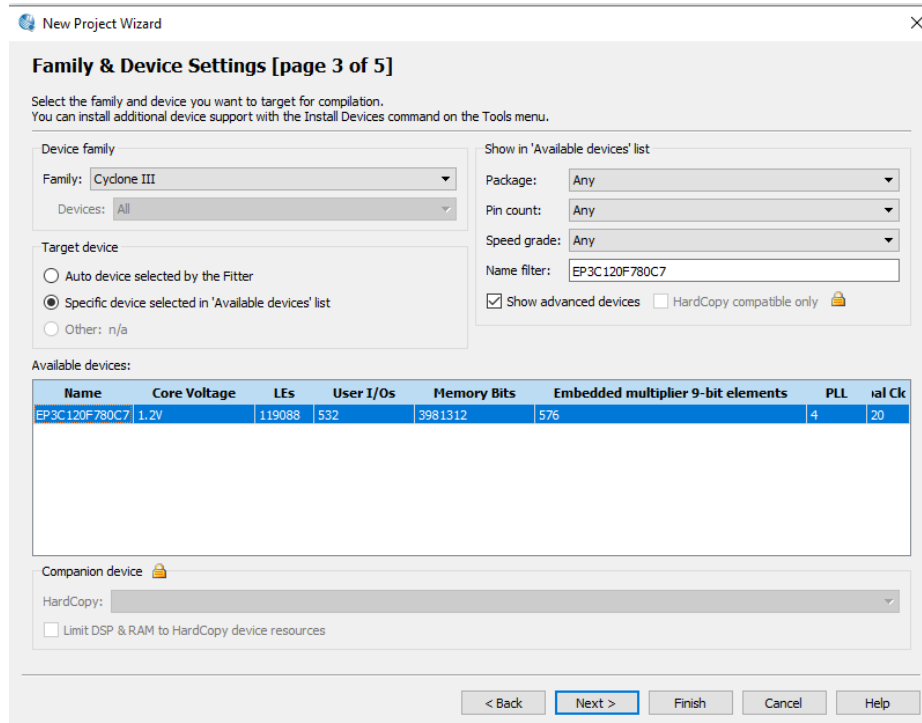 New Project Wizard
Family & Device Settings [page 3 of 5]
Select the family and device you want to target for compilation.
You can install additional device support with the Install Devices command on the Tools menu.
Device family
Family: Cyclone III
Devices: All
Target device
Auto device selected by the Fitter
Specific device selected in 'Available devices' list
Other: n/a
Show in 'Available devices' list
Package: Any
Pin count: Any
Speed grade: Any
Name filter: EP3C120F780C7
Show advanced devices HardCopy compatible only
Available devices:
Name Core Voltage LEs User I/Os Memory Bits Embedded multiplier 9-bit elements PLL al Ck
EP3C120F780C7 1.2V 119088 532 3981312 576 4 20
Companion device
HardCopy:
Limit DSP & RAM to HardCopy device resources
< Back Next > Finish Cancel Help